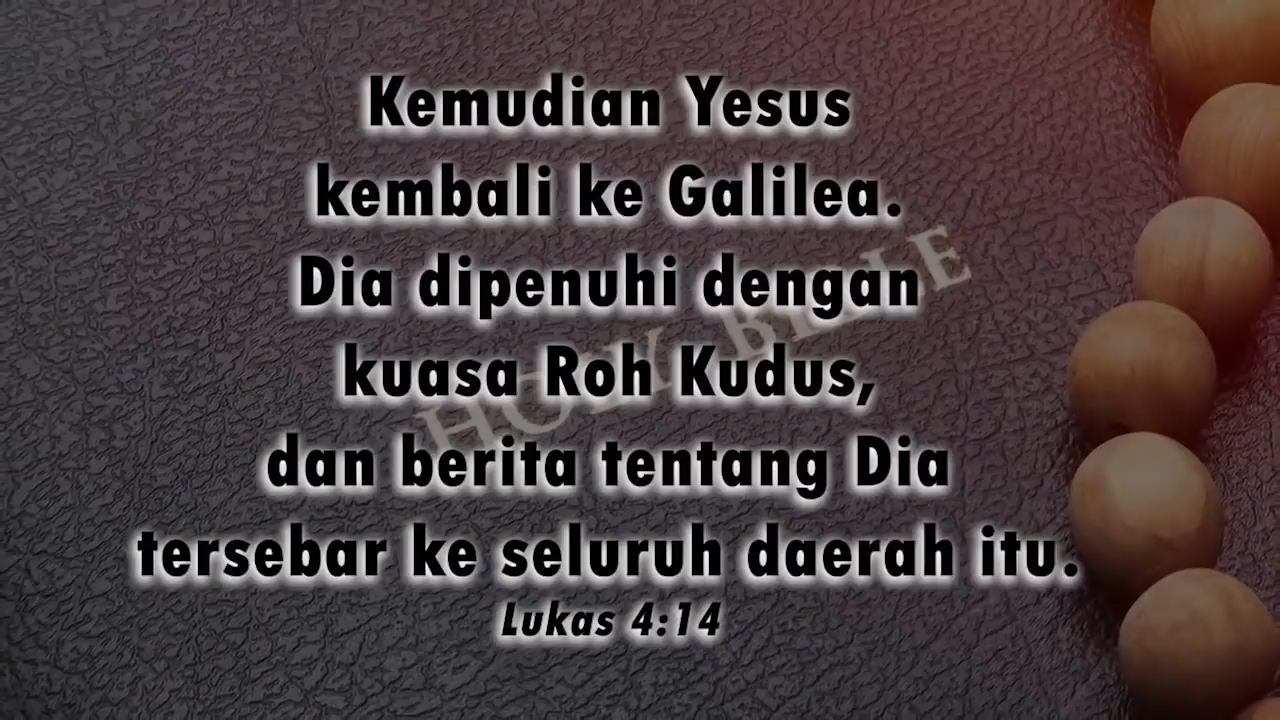 Kemudian Yesus
kembali ke Galilea.
Dia dipenuhi dengan
kuasa Roh Kudus,
dan berita tentang Dia
tersebar ke seluruh daerah itu.
Lukas 4:14
HOLY BIBLE